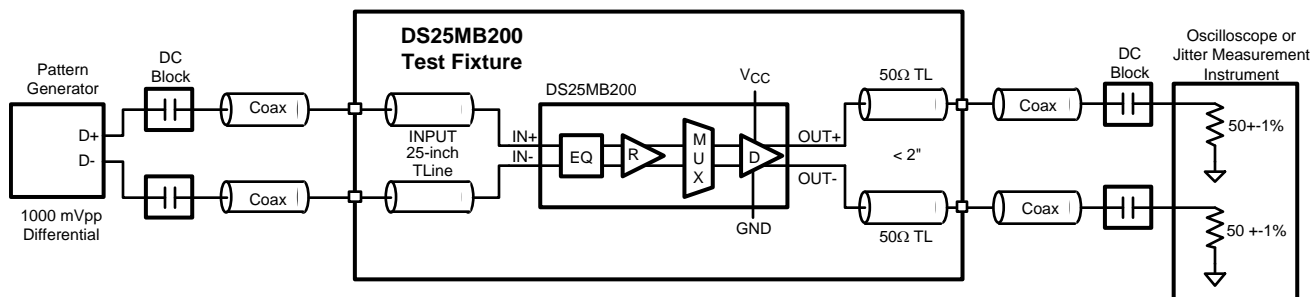 DS25MB200
Test Fixture
Pattern
Generator
D+
D-
1000 mVpp
Differential
DC
Block
Coax
Coax
INPUT
25-inch
TLine
DS25MB200
IN+
IN-
EQ
R
M
U
X
D
VCC
GND
OUT+
OUT-
50Ω TL
< 2"
50Ω TL
Coax
Coax
DC
Block
Oscilloscope or
Jitter Measurement
Instrument
50+-1%
50 +-1%